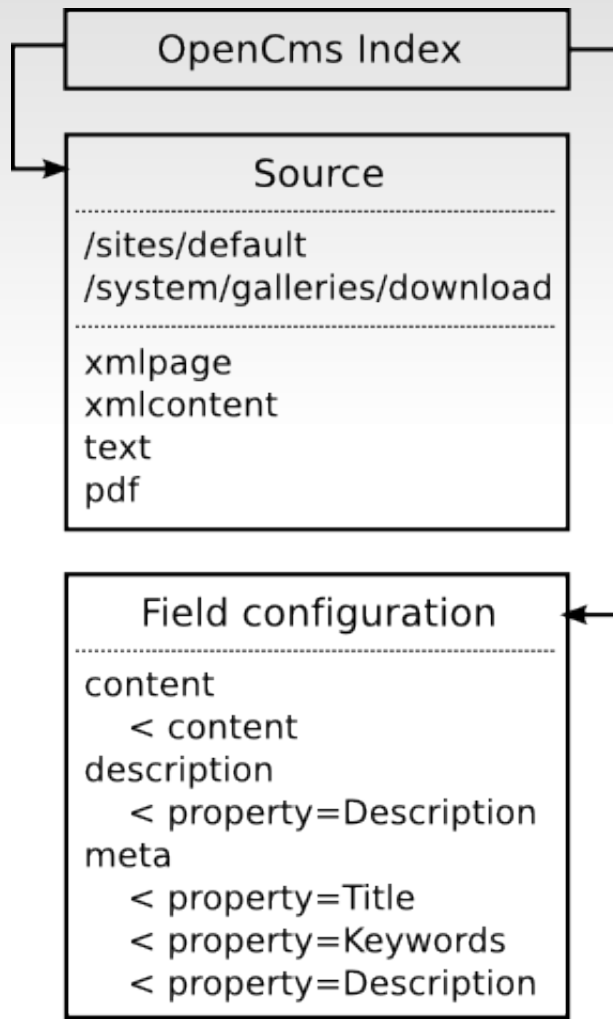 OpenCms Index
Source
/sites/default
/system/galleries/download
xmlpage
xmlcontent
text
pdf
Field configuration
content
< content
description
< property=Description
meta
< property=Title
< property=Keywords
< property=Description